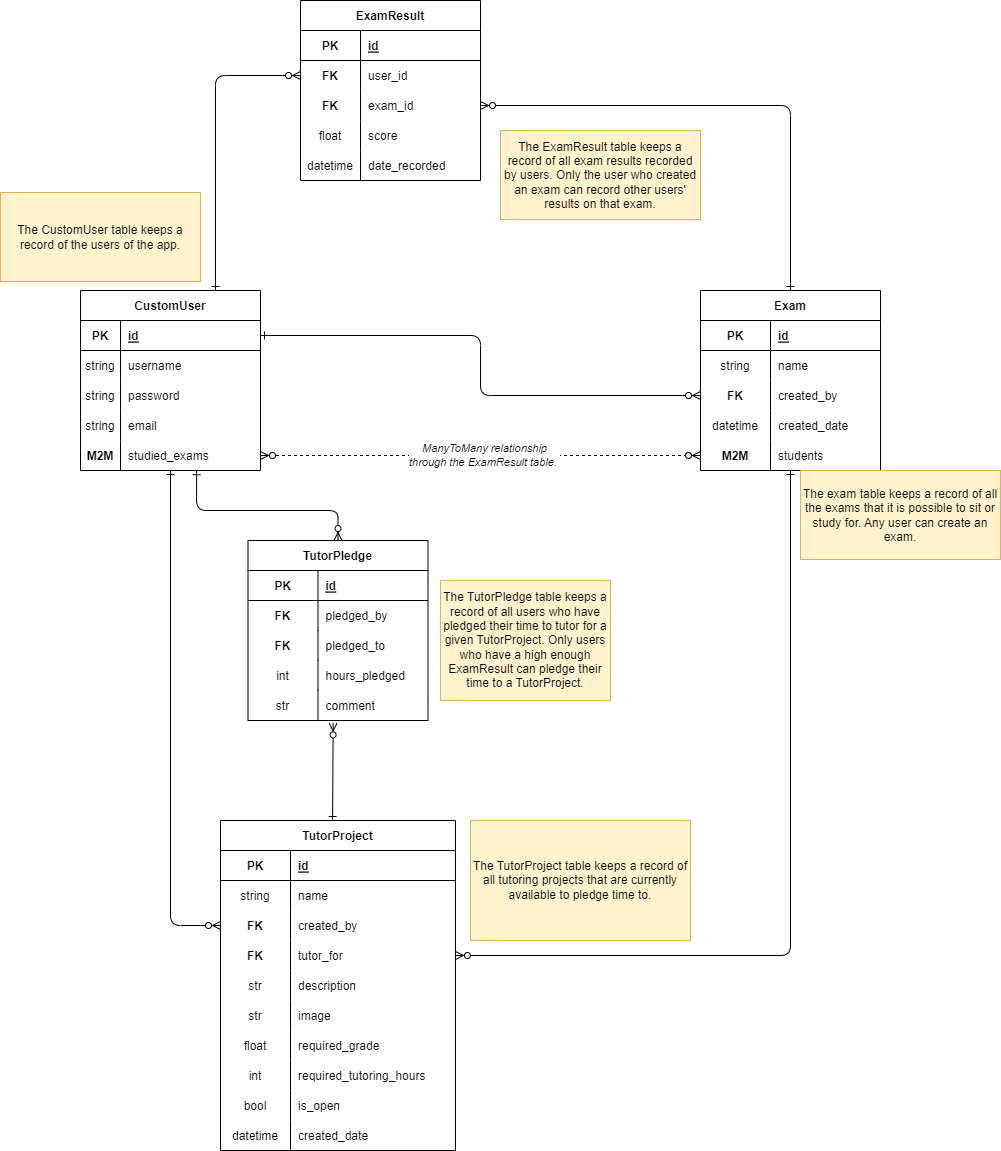 ExamResult
PK id
FK user_id
FK exam_id
float score
datetime date_recorded
The ExamResult table keeps a
record of all exam results recorded
by users. Only the user who created
an exam can record other users'
results on that exam.
The CustomUser table keeps a
record of the users of the app.
CustomUser
PK id
string username
string password
string email
M2M studied_exams
Exam
PK id
string name
FK created_by
datetime created_date
M2M students
ManyToMany relationship
through the ExamResult table.
The exam table keeps a record of all
the exams that it is possible to sit or
study for. Any user can create an
exam.
TutorPledge
PK id
FK pledged_by
FK pledged_to
int hours_pledged
str comment
The TutorPledge table keeps a
record of all users who have
pledged their time to tutor for a
given TutorProject. Only users
who have a high enough
ExamResult can pledge their
time to a TutorProject.
TutorProject
PK id
string name
FK created_by
FK tutor_for
str description
str image
float required_grade
int required_tutoring_hours
bool is_open
datetime created_date
The TutorProject table keeps a record of
all tutoring projects that are currently
available to pledge time to.